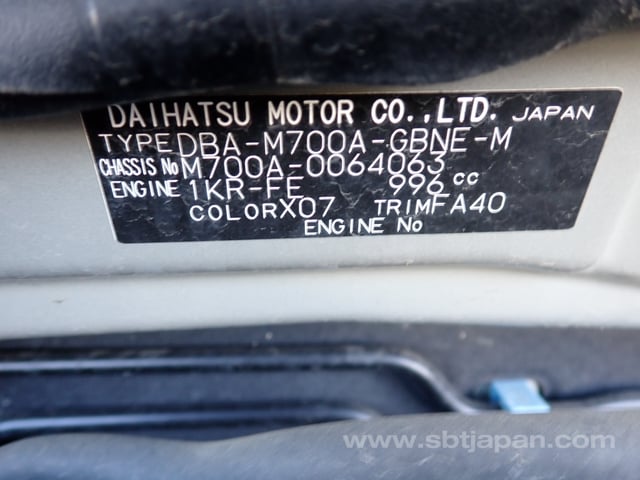 DAIHATSU MOTOR CO.,LTD. JAPAN
TYPE DBA-M700A-GBNE-M
CHASSIS No M700A-0064063
ENGINE 1KR-FE 996 cc
COLOR X07 TRIM FA40
ENGINE No
www.sbtjapan.com